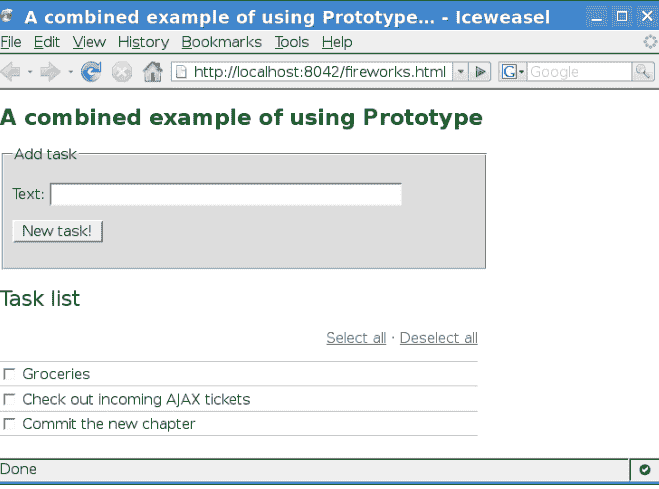 A combined example of using Prototype... - Iceweasel
File Edit View History Bookmarks Tools Help
http://localhost:8042/fireworks.html G Google
A combined example of using Prototype
Add task
Text:
New task!
Task list
Select all · Deselect all
Groceries
Check out incoming AJAX tickets
Commit the new chapter
Done